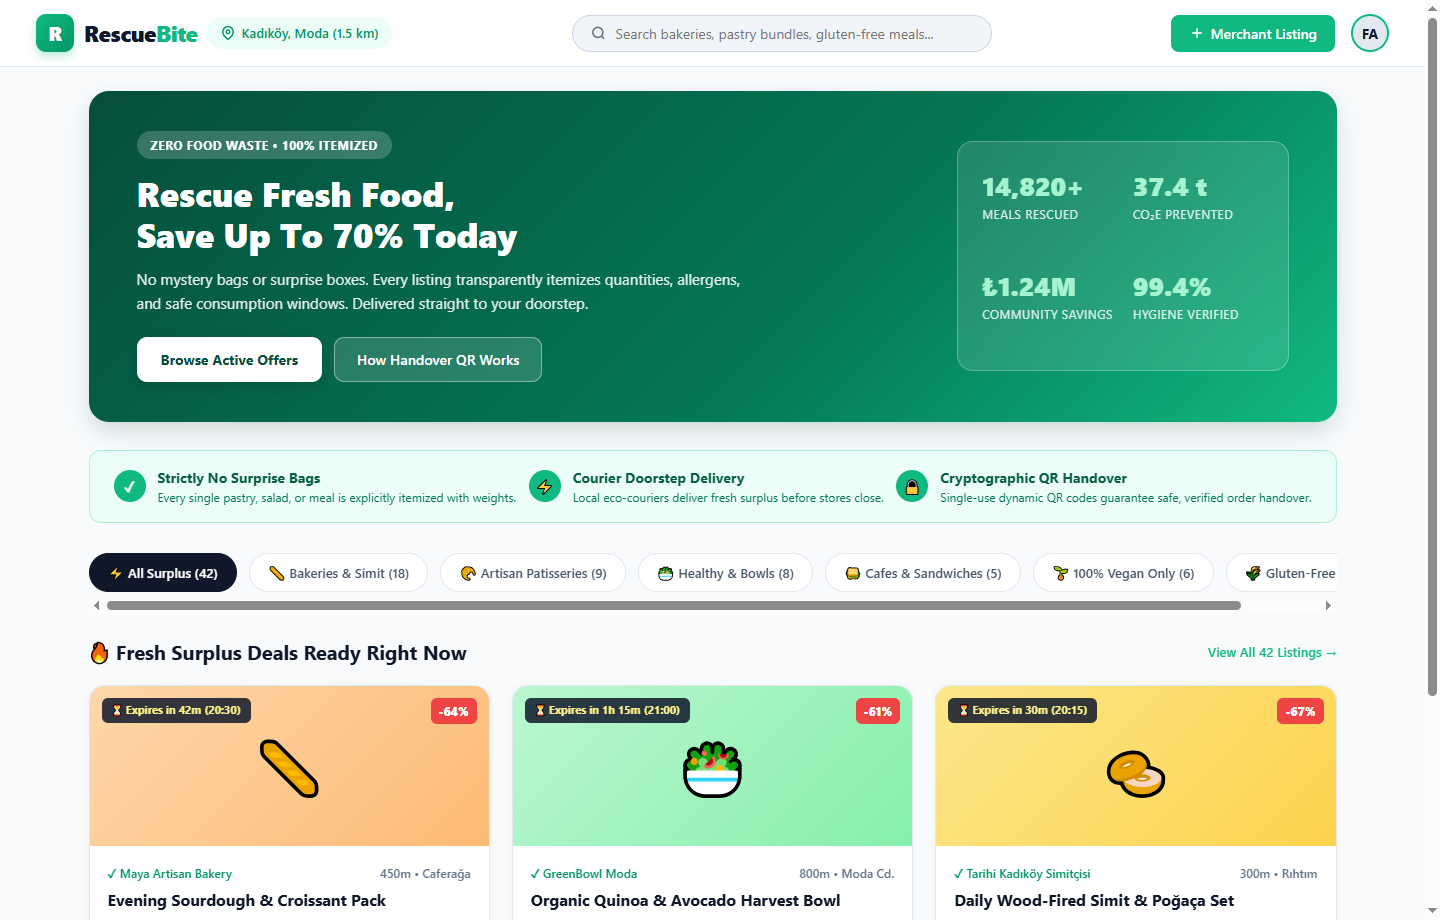 R RescueBite
Kadıköy, Moda (1.5 km)
Search bakeries, pastry bundles, gluten-free meals...
+ Merchant Listing
FA
ZERO FOOD WASTE • 100% ITEMIZED
Rescue Fresh Food,
Save Up To 70% Today
No mystery bags or surprise boxes. Every listing transparently itemizes quantities, allergens,
and safe consumption windows. Delivered straight to your doorstep.
Browse Active Offers
How Handover QR Works
14,820+
MEALS RESCUED
37.4 t
CO₂E PREVENTED
₺1.24M
COMMUNITY SAVINGS
99.4%
HYGIENE VERIFIED
✓ Strictly No Surprise Bags
Every single pastry, salad, or meal is explicitly itemized with weights.
⚡ Courier Doorstep Delivery
Local eco-couriers deliver fresh surplus before stores close.
🔒 Cryptographic QR Handover
Single-use dynamic QR codes guarantee safe, verified order handover.
⚡ All Surplus (42)
🥖 Bakeries & Simit (18)
🥐 Artisan Patisseries (9)
🥗 Healthy & Bowls (8)
🥪 Cafes & Sandwiches (5)
🌱 100% Vegan Only (6)
🌾 Gluten-Free
🔥 Fresh Surplus Deals Ready Right Now
View All 42 Listings →
⏳ Expires in 42m (20:30)
-64%
✓ Maya Artisan Bakery
450m • Caferağa
Evening Sourdough & Croissant Pack
⏳ Expires in 1h 15m (21:00)
-61%
✓ GreenBowl Moda
800m • Moda Cd.
Organic Quinoa & Avocado Harvest Bowl
⏳ Expires in 30m (20:15)
-67%
✓ Tarihi Kadıköy Simitçisi
300m • Rıhtım
Daily Wood-Fired Simit & Poğaça Set